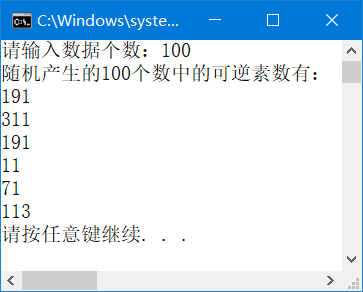 C:\Windows\syste...
请输入数据个数：100
随机产生的100个数中的可逆素数有：
191
311
191
11
71
113
请按任意键继续. . .